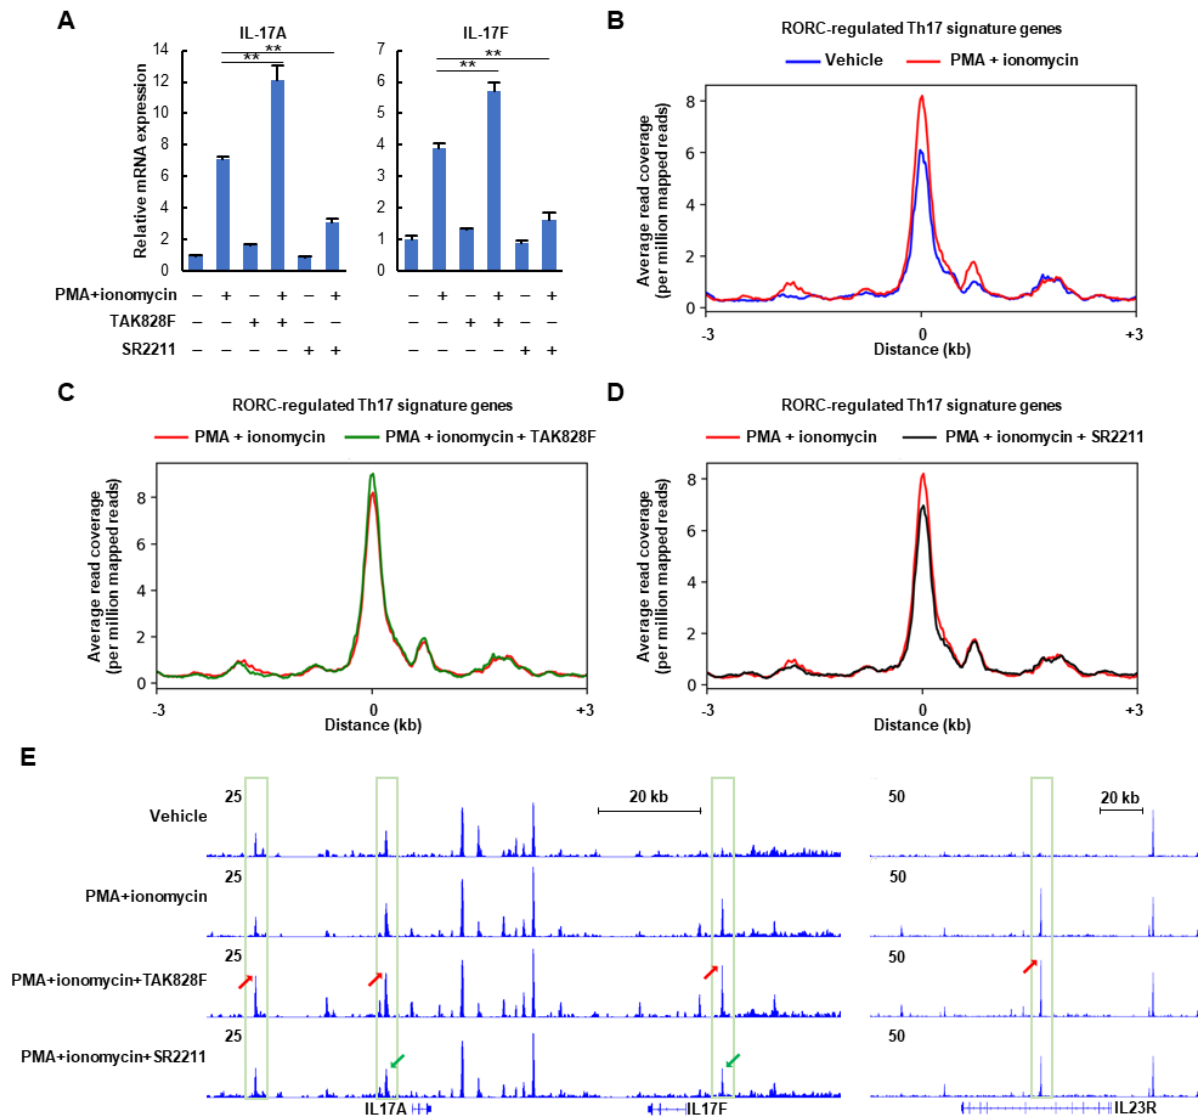 A
IL-17A
IL-17F
**
**
**
**
Relative mRNA expression
14
12
10
8
6
4
2
0
7
6
5
4
3
2
1
0
PMA+ionomycin – + – + – + – + – + – +
TAK828F – – + + – – – – + + – –
SR2211 – – – – + + – – – – + +
B
RORC-regulated Th17 signature genes
Vehicle PMA + ionomycin
Average read coverage
(per million mapped reads)
8
6
4
2
0
-3 0 +3
Distance (kb)
C
RORC-regulated Th17 signature genes
PMA + ionomycin PMA + ionomycin + TAK828F
Average read coverage
(per million mapped reads)
8
6
4
2
0
-3 0 +3
Distance (kb)
D
RORC-regulated Th17 signature genes
PMA + ionomycin PMA + ionomycin + SR2211
Average read coverage
(per million mapped reads)
8
6
4
2
0
-3 0 +3
Distance (kb)
E
Vehicle 25 20 kb 50 20 kb
PMA+ionomycin 25 50
PMA+ionomycin+TAK828F 25 50
PMA+ionomycin+SR2211 25 50
IL17A IL17F IL23R